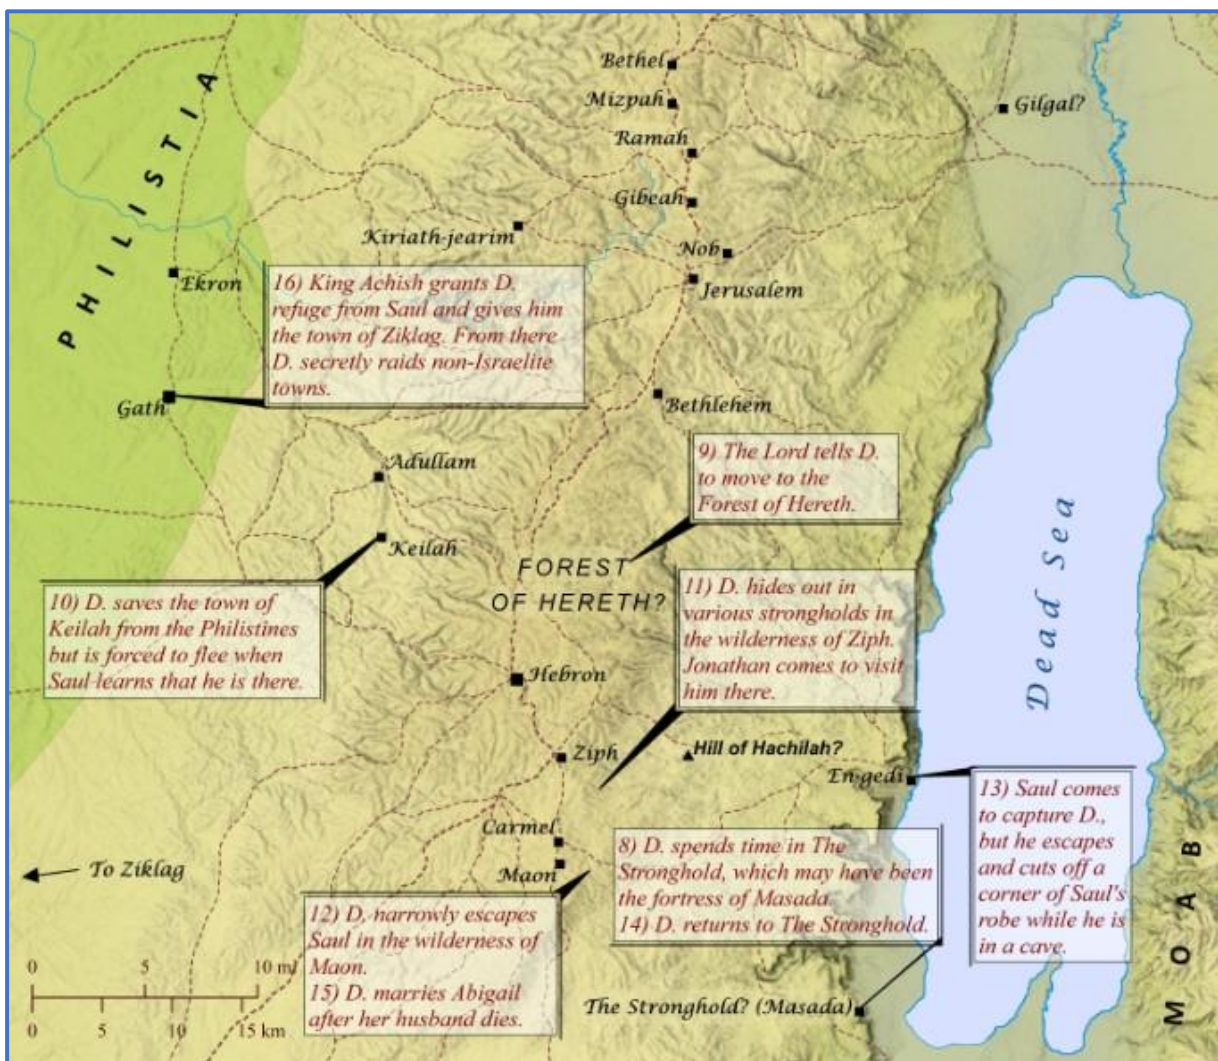 Bethel
Mizpah
Gilgal?
Ramah
PHILISTIA
Gibeah
Kiriath-jearim
Nob
Ekron
Jerusalem
16) King Achish grants D.
refuge from Saul and gives him
the town of Ziklag. From there
D. secretly raids non-Israelite
towns.
Gath
Bethlehem
9) The Lord tells D.
to move to the
Forest of Hereth.
Adullam
Keilah
FOREST
OF HERETH?
Dead Sea
10) D. saves the town of
Keilah from the Philistines
but is forced to flee when
Saul learns that he is there.
11) D. hides out in
various strongholds in
the wilderness of Ziph.
Jonathan comes to visit
him there.
Hebron
Ziph
Hill of Hachilah?
En-gedi
13) Saul comes
to capture D.,
but he escapes
and cuts off a
corner of Saul's
robe while he is
in a cave.
Carmel
Maon
8) D. spends time in The
Stronghold, which may have been
the fortress of Masada.
14) D. returns to The Stronghold.
To Ziklag
12) D. narrowly escapes
Saul in the wilderness of
Maon.
15) D. marries Abigail
after her husband dies.
MOAB
0 5 10 mi
0 5 10 15 km
The Stronghold? (Masada)